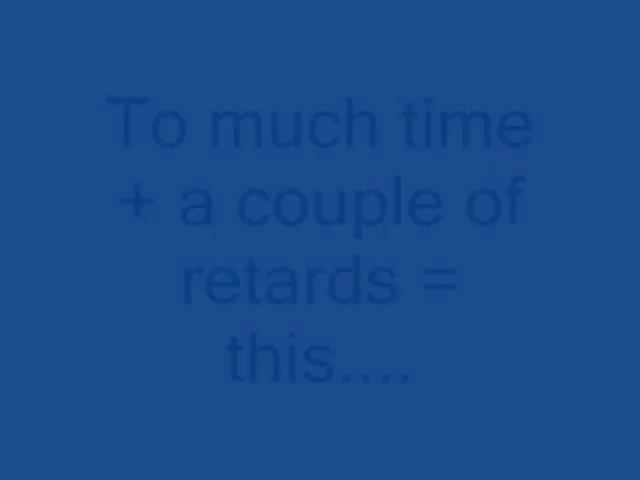 To much time
+ a couple of
retards =
this....